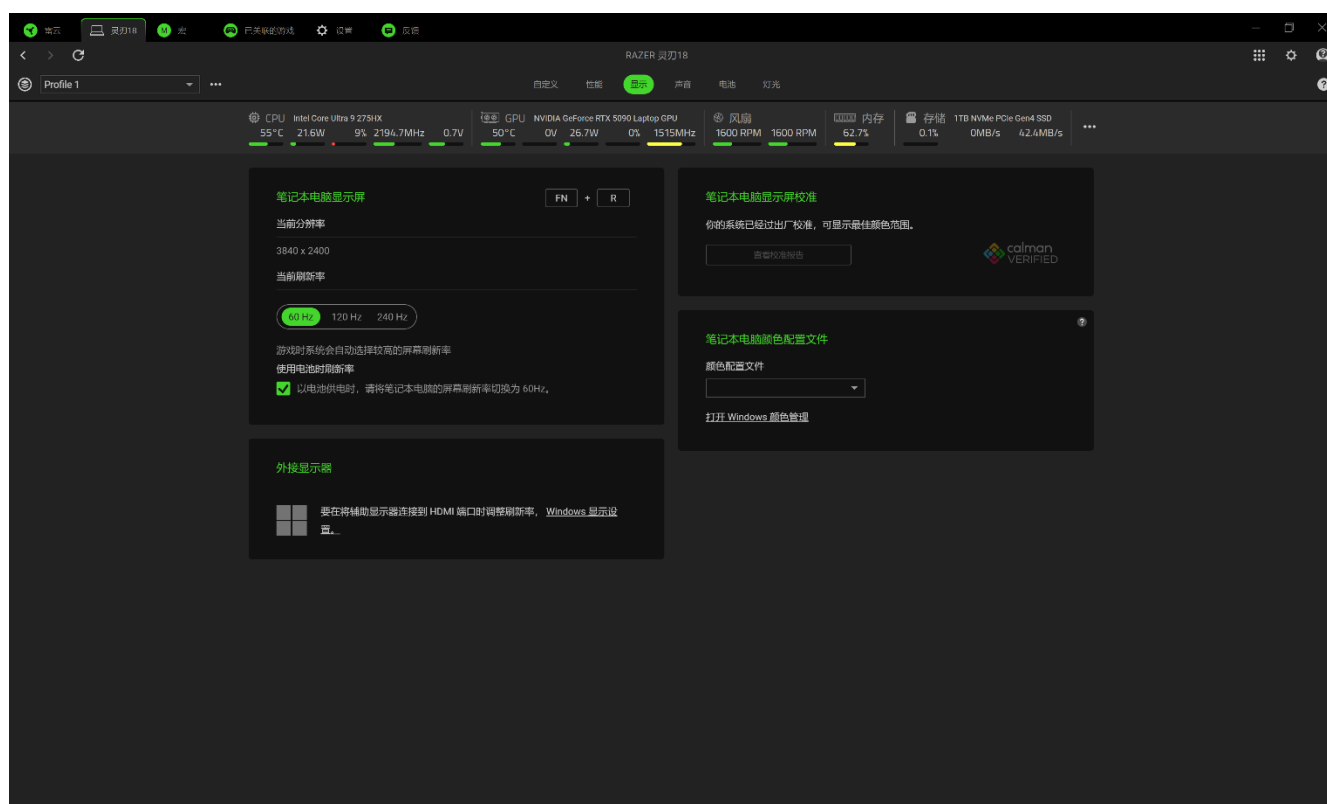 雷云 灵刃18 M 宏 已关联的游戏 设置 反馈
RAZER 灵刃18
Profile 1
自定义 性能 显示 声音 电池 灯光
CPU Intel Core Ultra 9 275HX
55°C 21.6W 9% 2194.7MHz 0.7V
GPU NVIDIA GeForce RTX 5090 Laptop GPU
50°C 0V 26.7W 0% 1515MHz
风扇
1600 RPM 1600 RPM
内存
62.7%
存储 1TB NVMe PCIe Gen4 SSD
0.1% 0MB/s 42.4MB/s
笔记本电脑显示屏 FN + R
当前分辨率
3840 x 2400
当前刷新率
60 Hz 120 Hz 240 Hz
游戏时系统会自动选择较高的屏幕刷新率
使用电池时刷新率
以电池供电时，请将笔记本电脑的屏幕刷新率切换为 60Hz。
外接显示器
要在将辅助显示器连接到 HDMI 端口时调整刷新率， Windows 显示设
置。
笔记本电脑显示屏校准
你的系统已经过出厂校准，可显示最佳颜色范围。
查看校准报告
calman
VERIFIED
笔记本电脑颜色配置文件
颜色配置文件
打开 Windows 颜色管理